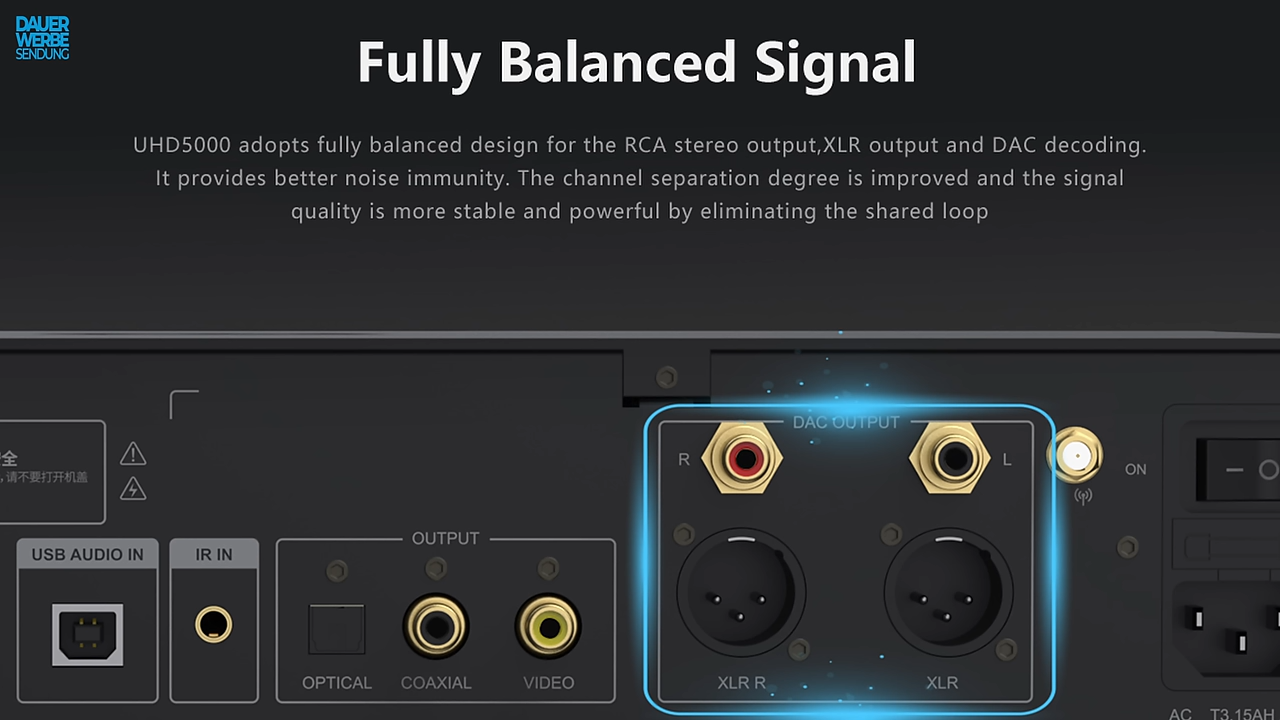 DAUER
WERBE
SENDUNG
Fully Balanced Signal
UHD5000 adopts fully balanced design for the RCA stereo output,XLR output and DAC decoding.
It provides better noise immunity. The channel separation degree is improved and the signal
quality is more stable and powerful by eliminating the shared loop
DAC OUTPUT
R
L
ON
全
,请不要打开机盖
USB AUDIO IN
IR IN
OUTPUT
OPTICAL
COAXIAL
VIDEO
XLR R
XLR
AC T3.15AH